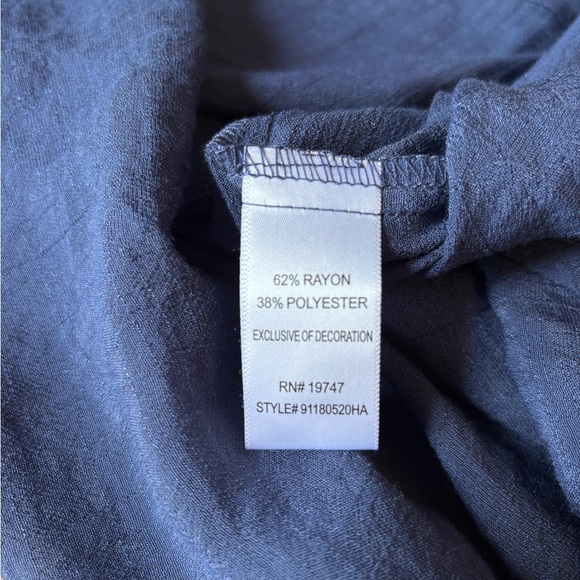 62% RAYON
38% POLYESTER
EXCLUSIVE OF DECORATION
RN# 19747
STYLE# 91180520HA